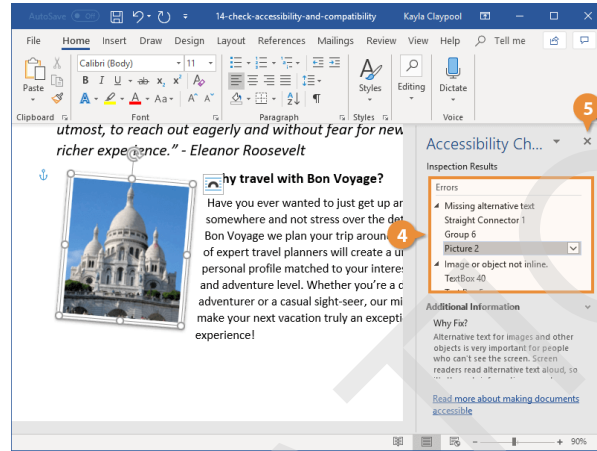 AutoSave Off 14-check-accessibility-and-compatibility Kayla Claypool
File Home Insert Draw Design Layout References Mailings Review View Help Tell me
Calibri (Body) 11
B I U ab x₂ x²
A A Aa A A
Paste Styles Editing Dictate
Clipboard Font Paragraph Styles Voice
5
utmost, to reach out eagerly and without fear for new
richer experience.” - Eleanor Roosevelt
hy travel with Bon Voyage?
Have you ever wanted to just get up an
somewhere and not stress over the det
Bon Voyage we plan your trip aroun
of expert travel planners will create a u
personal profile matched to your interes
and adventure level. Whether you’re a d
adventurer or a casual sight-seer, our mi
make your next vacation truly an excepti
experience!
Accessibility Ch...
Inspection Results
4
Errors
Missing alternative text
Straight Connector 1
Group 6
Picture 2
Image or object not inline.
TextBox 40
Additional Information
Why Fix?
Alternative text for images and other
objects is very important for people
who can't see the screen. Screen
readers read alternative text aloud, so
Read more about making documents
accessible
90%